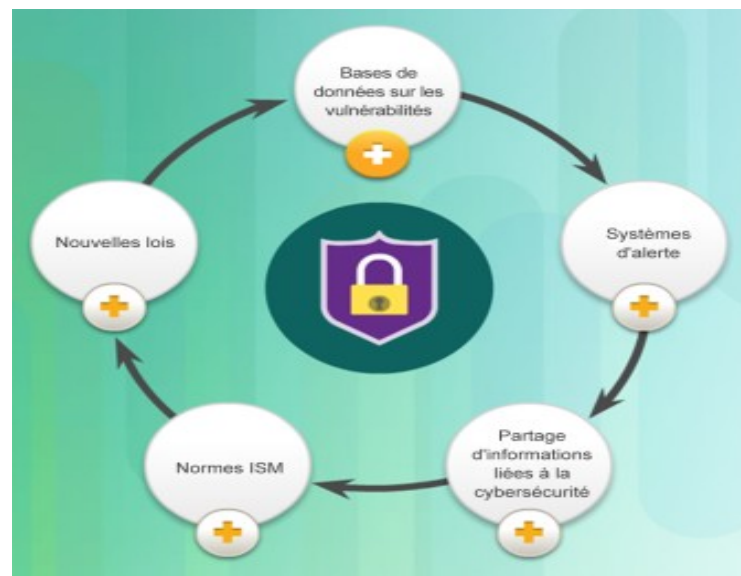 Bases de
données sur les
vulnérabilités
Systèmes
d'alerte
Partage
d'informations
liées à la
cybersécurité
Normes ISM
Nouvelles lois